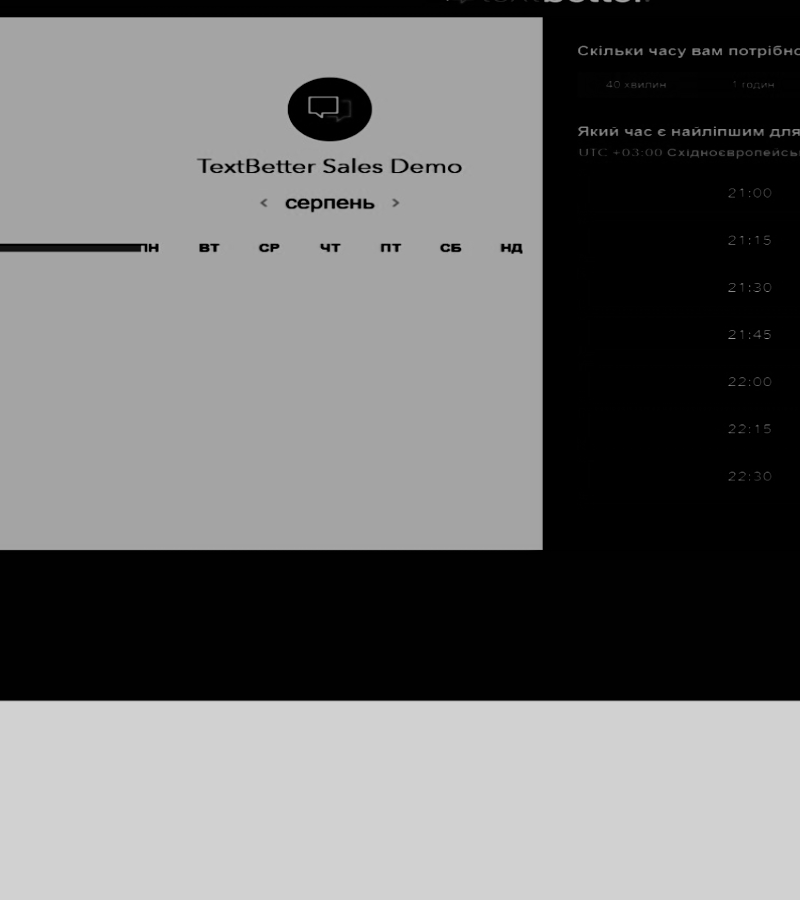 TextBetter Sales Demo
< серпень >
ПН ВТ СР ЧТ ПТ СБ НД
Скільки часу вам потрібно
40 хвилин 1 годин
Який час є найліпшим для
UTC +03:00 Східноєвропейсь
21:00
21:15
21:30
21:45
22:00
22:15
22:30